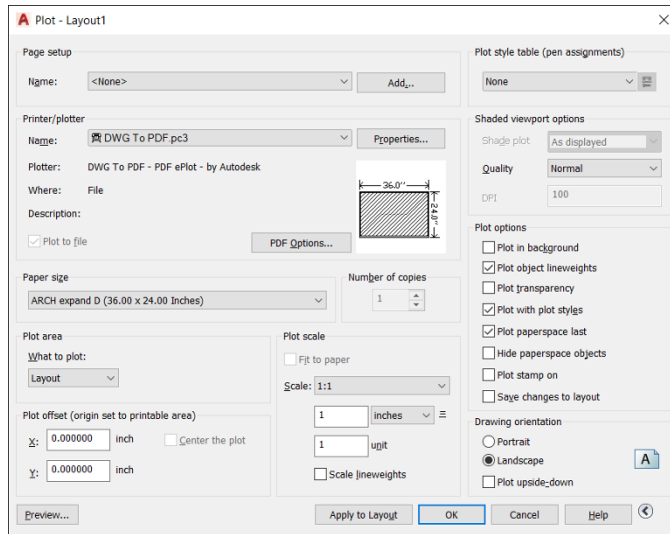 Plot - Layout1
Page setup
Name:
<None>
Add...
Printer/plotter
Name:
DWG To PDF.pc3
Properties...
Plotter:
DWG To PDF - PDF ePlot - by Autodesk
Where:
File
Description:
Plot to file
PDF Options...
36.0''
24.0''
Paper size
ARCH expand D (36.00 x 24.00 Inches)
Number of copies
1
Plot area
What to plot:
Layout
Plot scale
Fit to paper
Scale:
1:1
1
inches
=
1
unit
Scale lineweights
Plot offset (origin set to printable area)
X:
0.000000
inch
Center the plot
Y:
0.000000
inch
Plot style table (pen assignments)
None
Shaded viewport options
Shade plot
As displayed
Quality
Normal
DPI
100
Plot options
Plot in background
Plot object lineweights
Plot transparency
Plot with plot styles
Plot paperspace last
Hide paperspace objects
Plot stamp on
Save changes to layout
Drawing orientation
Portrait
Landscape
Plot upside-down
A
Preview...
Apply to Layout
OK
Cancel
Help